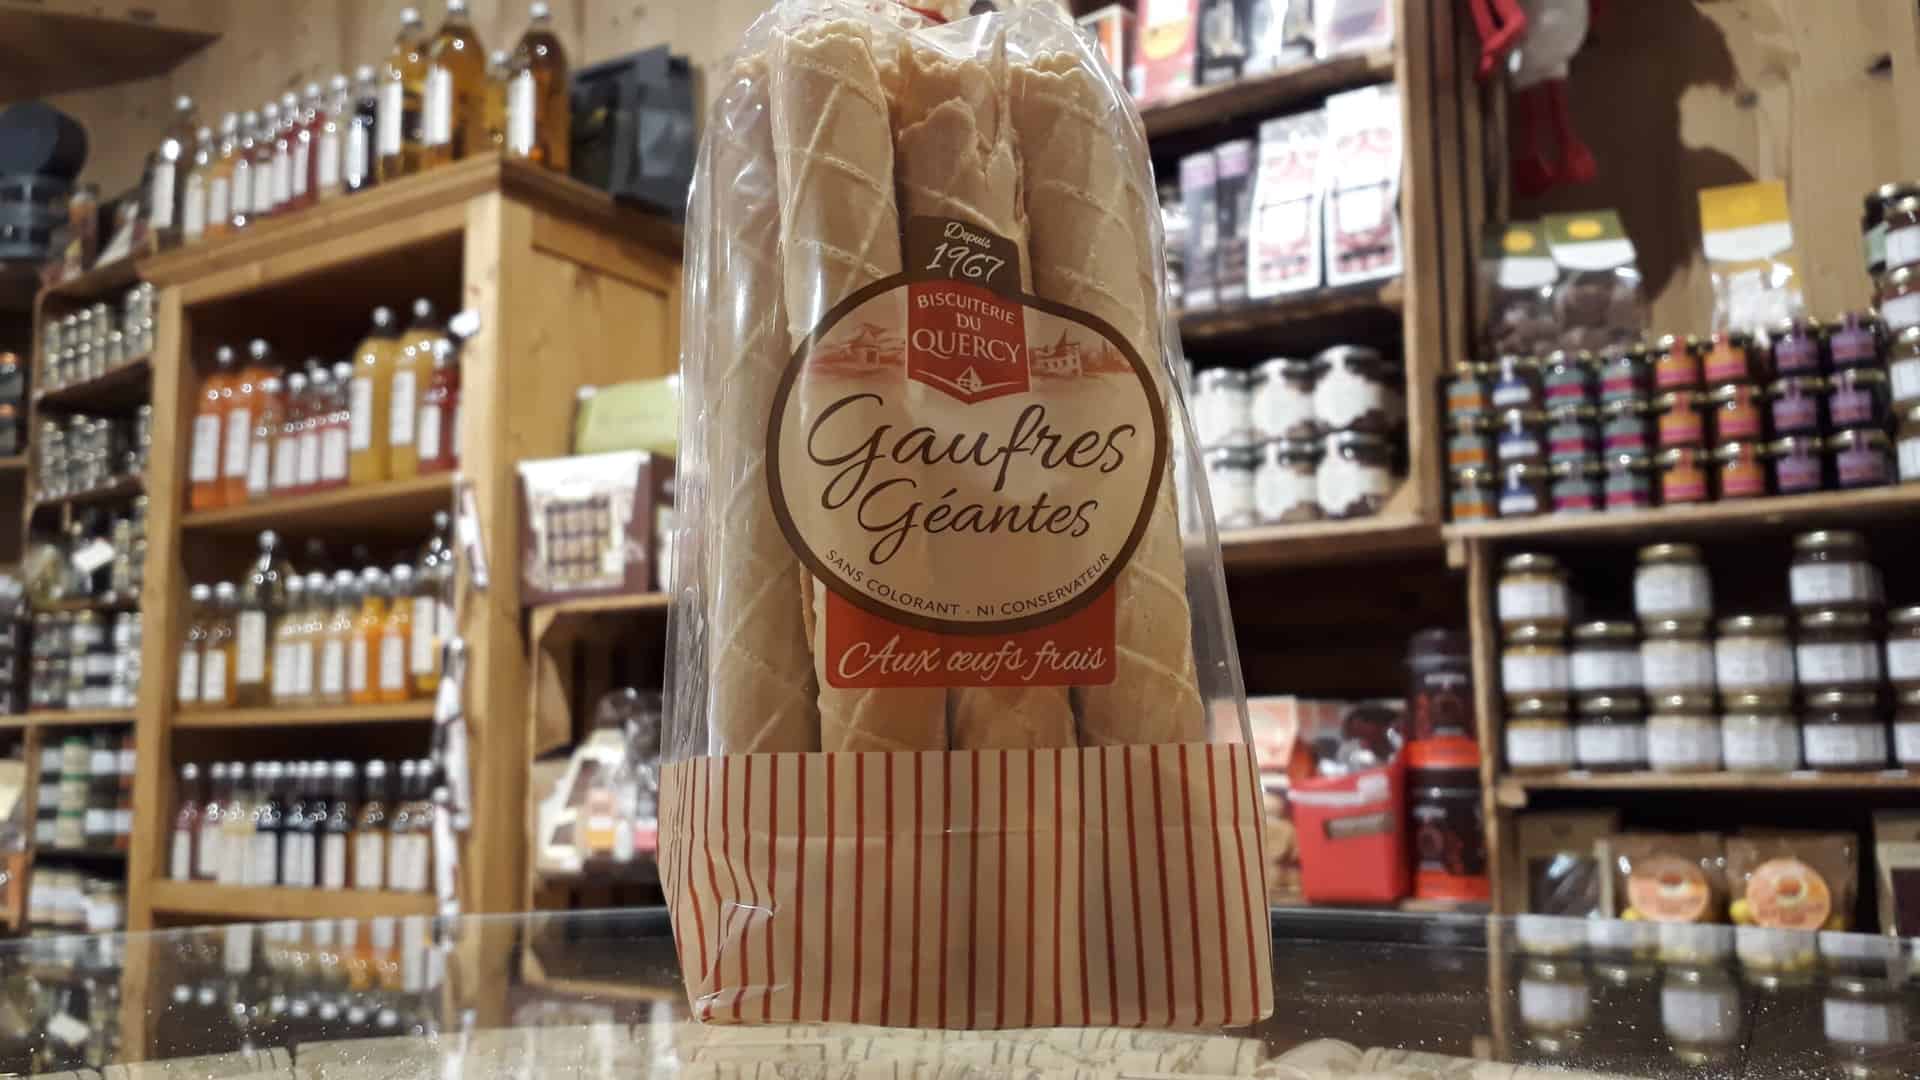 Depuis
1967
BISCUITERIE
DU
QUERCY
Gaufres
Géantes
SANS COLORANT - NI CONSERVATEUR
Aux œufs frais